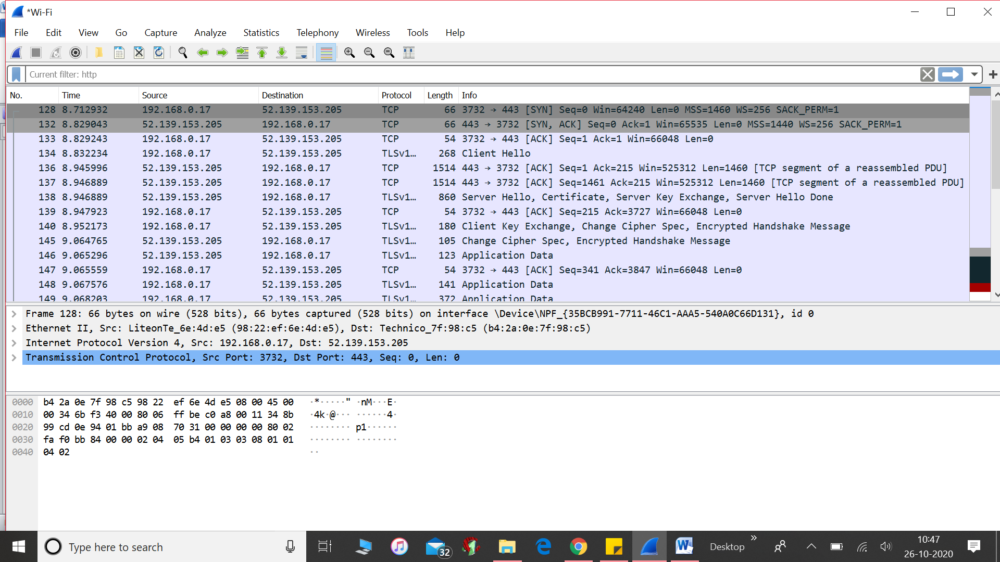 *Wi-Fi
File Edit View Go Capture Analyze Statistics Telephony Wireless Tools Help
Current filter: http
No. Time Source Destination Protocol Length Info
128 8.712932 192.168.0.17 52.139.153.205 TCP 66 3732 → 443 [SYN] Seq=0 Win=64240 Len=0 MSS=1460 WS=256 SACK_PERM=1
132 8.829043 52.139.153.205 192.168.0.17 TCP 66 443 → 3732 [SYN, ACK] Seq=0 Ack=1 Win=65535 Len=0 MSS=1440 WS=256 SACK_PERM=1
133 8.829243 192.168.0.17 52.139.153.205 TCP 54 3732 → 443 [ACK] Seq=1 Ack=1 Win=66048 Len=0
134 8.832234 192.168.0.17 52.139.153.205 TLSv1… 268 Client Hello
136 8.945996 52.139.153.205 192.168.0.17 TCP 1514 443 → 3732 [ACK] Seq=1 Ack=215 Win=525312 Len=1460 [TCP segment of a reassembled PDU]
137 8.946889 52.139.153.205 192.168.0.17 TCP 1514 443 → 3732 [ACK] Seq=1461 Ack=215 Win=525312 Len=1460 [TCP segment of a reassembled PDU]
138 8.946889 52.139.153.205 192.168.0.17 TLSv1… 860 Server Hello, Certificate, Server Key Exchange, Server Hello Done
139 8.947923 192.168.0.17 52.139.153.205 TCP 54 3732 → 443 [ACK] Seq=215 Ack=3727 Win=66048 Len=0
140 8.952173 192.168.0.17 52.139.153.205 TLSv1… 180 Client Key Exchange, Change Cipher Spec, Encrypted Handshake Message
145 9.064765 52.139.153.205 192.168.0.17 TLSv1… 105 Change Cipher Spec, Encrypted Handshake Message
146 9.065296 52.139.153.205 192.168.0.17 TLSv1… 123 Application Data
147 9.065559 192.168.0.17 52.139.153.205 TCP 54 3732 → 443 [ACK] Seq=341 Ack=3847 Win=66048 Len=0
148 9.067576 192.168.0.17 52.139.153.205 TLSv1… 141 Application Data
149 9.068203 192.168.0.17 52.139.153.205 TLSv1… 372 Application Data
Frame 128: 66 bytes on wire (528 bits), 66 bytes captured (528 bits) on interface \Device\NPF_{35BCB991-7711-46C1-AAA5-540A0C66D131}, id 0
Ethernet II, Src: LiteonTe_6e:4d:e5 (98:22:ef:6e:4d:e5), Dst: Technico_7f:98:c5 (b4:2a:0e:7f:98:c5)
Internet Protocol Version 4, Src: 192.168.0.17, Dst: 52.139.153.205
Transmission Control Protocol, Src Port: 3732, Dst Port: 443, Seq: 0, Len: 0
0000 b4 2a 0e 7f 98 c5 98 22 ef 6e 4d e5 08 00 45 00 ·*·····" ·nM···E·
0010 00 34 6b f3 40 00 80 06 ff be c0 a8 00 11 34 8b ·4k·@··· ······4·
0020 99 cd 0e 94 01 bb a9 08 70 31 00 00 00 00 80 02 ········ p1······
0030 fa f0 bb 84 00 00 02 04 05 b4 01 03 03 08 01 01 ········ ········
0040 04 02 ··
Type here to search 32 Desktop 10:47
26-10-2020